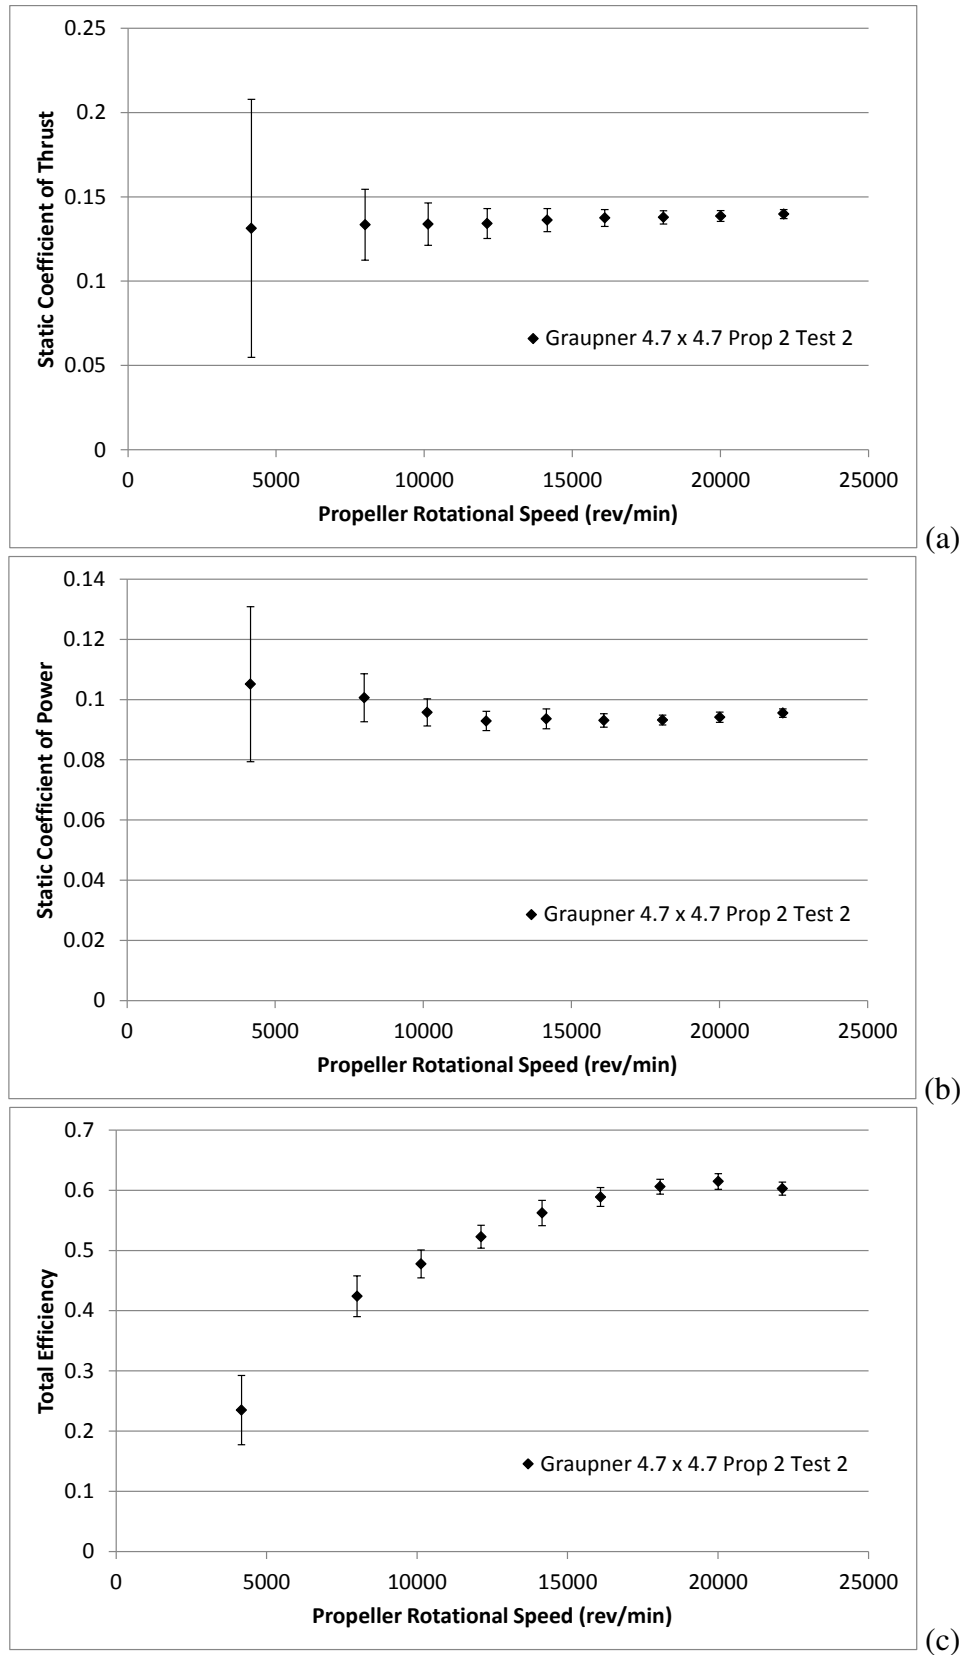 0.25
0.2
0.15
0.1
0.05
0
Static Coefficient of Thrust
Graupner 4.7 x 4.7 Prop 2 Test 2
0 5000 10000 15000 20000 25000
Propeller Rotational Speed (rev/min)
(a)
0.14
0.12
0.1
0.08
0.06
0.04
0.02
0
Static Coefficient of Power
Graupner 4.7 x 4.7 Prop 2 Test 2
0 5000 10000 15000 20000 25000
Propeller Rotational Speed (rev/min)
(b)
0.7
0.6
0.5
0.4
0.3
0.2
0.1
0
Total Efficiency
Graupner 4.7 x 4.7 Prop 2 Test 2
0 5000 10000 15000 20000 25000
Propeller Rotational Speed (rev/min)
(c)